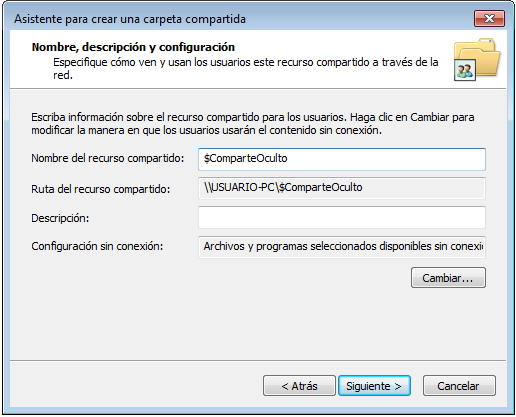 Asistente para crear una carpeta compartida
Nombre, descripción y configuración
Especifique cómo ven y usan los usuarios este recurso compartido a través de la
red.
Escriba información sobre el recurso compartido para los usuarios. Haga clic en Cambiar para
modificar la manera en que los usuarios usarán el contenido sin conexión.
Nombre del recurso compartido: $ComparteOculto
Ruta del recurso compartido: \\USUARIO-PC\$ComparteOculto
Descripción:
Configuración sin conexión: Archivos y programas seleccionados disponibles sin conexi
Cambiar...
< Atrás Siguiente > Cancelar